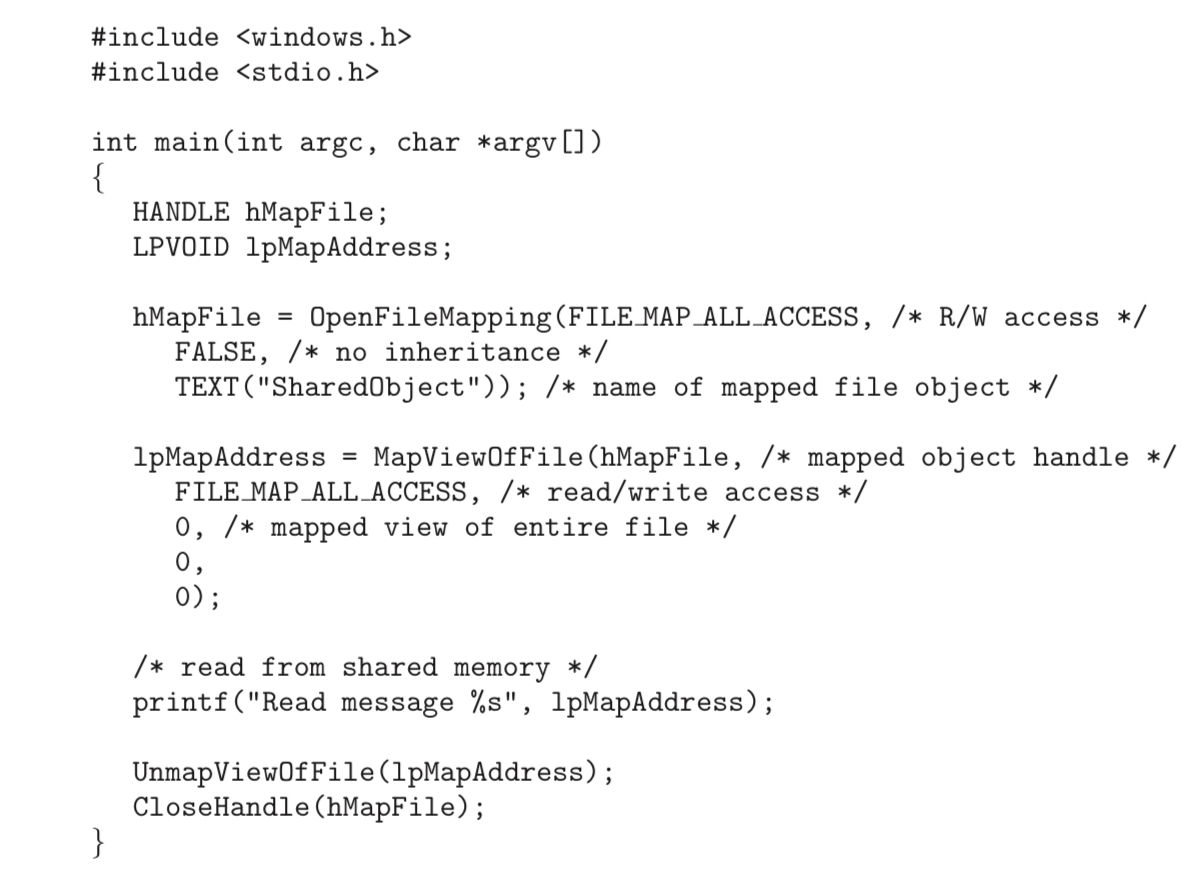 #include <windows.h>
#include <stdio.h>
int main(int argc, char *argv[])
{
HANDLE hMapFile;
LPVOID lpMapAddress;
hMapFile = OpenFileMapping(FILE_MAP_ALL_ACCESS, /* R/W access */
FALSE, /* no inheritance */
TEXT("SharedObject")); /* name of mapped file object */
lpMapAddress = MapViewOfFile(hMapFile, /* mapped object handle */
FILE_MAP_ALL_ACCESS, /* read/write access */
0, /* mapped view of entire file */
0,
0);
/* read from shared memory */
printf("Read message %s", lpMapAddress);
UnmapViewOfFile(lpMapAddress);
CloseHandle(hMapFile);
}